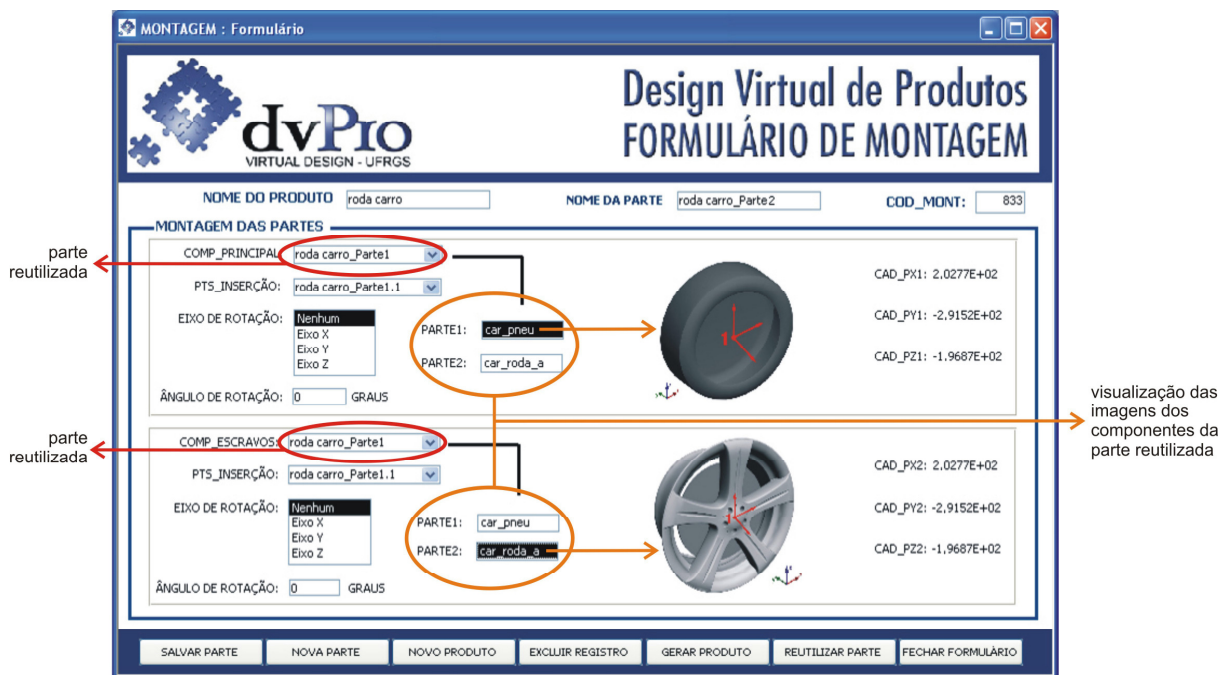 MONTAGEM : Formulário
dvPro
VIRTUAL DESIGN - UFRGS
Design Virtual de Produtos
FORMULÁRIO DE MONTAGEM
NOME DO PRODUTO roda carro NOME DA PARTE roda carro_Parte2 COD_MONT: 833
MONTAGEM DAS PARTES
parte
reutilizada
COMP_PRINCIPAL roda carro_Parte1
PTS_INSERÇÃO: roda carro_Parte1.1
EIXO DE ROTAÇÃO: Nenhum
Eixo X
Eixo Y
Eixo Z
ÂNGULO DE ROTAÇÃO: 0 GRAUS
PARTE1: car_pneu
PARTE2: car_roda_a
1
CAD_PX1: 2,0277E+02
CAD_PY1: -2,9152E+02
CAD_PZ1: -1,9687E+02
visualização das
imagens dos
componentes da
parte reutilizada
parte
reutilizada
COMP_ESCRAVOS: roda carro_Parte1
PTS_INSERÇÃO: roda carro_Parte1.1
EIXO DE ROTAÇÃO: Nenhum
Eixo X
Eixo Y
Eixo Z
ÂNGULO DE ROTAÇÃO: 0 GRAUS
PARTE1: car_pneu
PARTE2: car_roda_a
1
CAD_PX2: 2,0277E+02
CAD_PY2: -2,9152E+02
CAD_PZ2: -1,9687E+02
SALVAR PARTE NOVA PARTE NOVO PRODUTO EXCLUIR REGISTRO GERAR PRODUTO REUTILIZAR PARTE FECHAR FORMULÁRIO